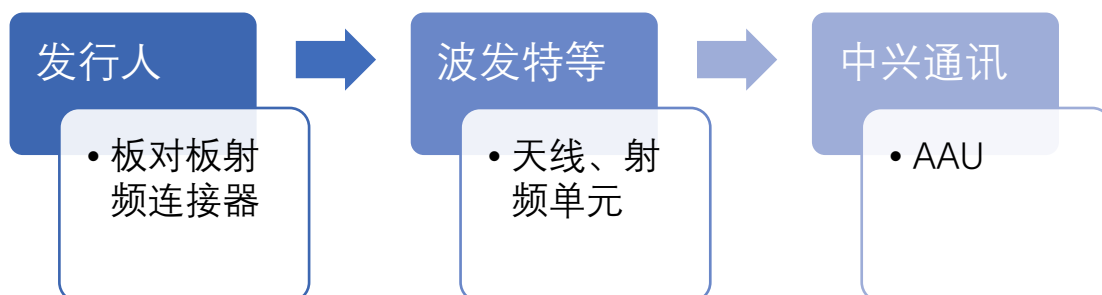 发行人
波发特等
中兴通讯
• 板对板射
频连接器
• 天线、射
频单元
• AAU